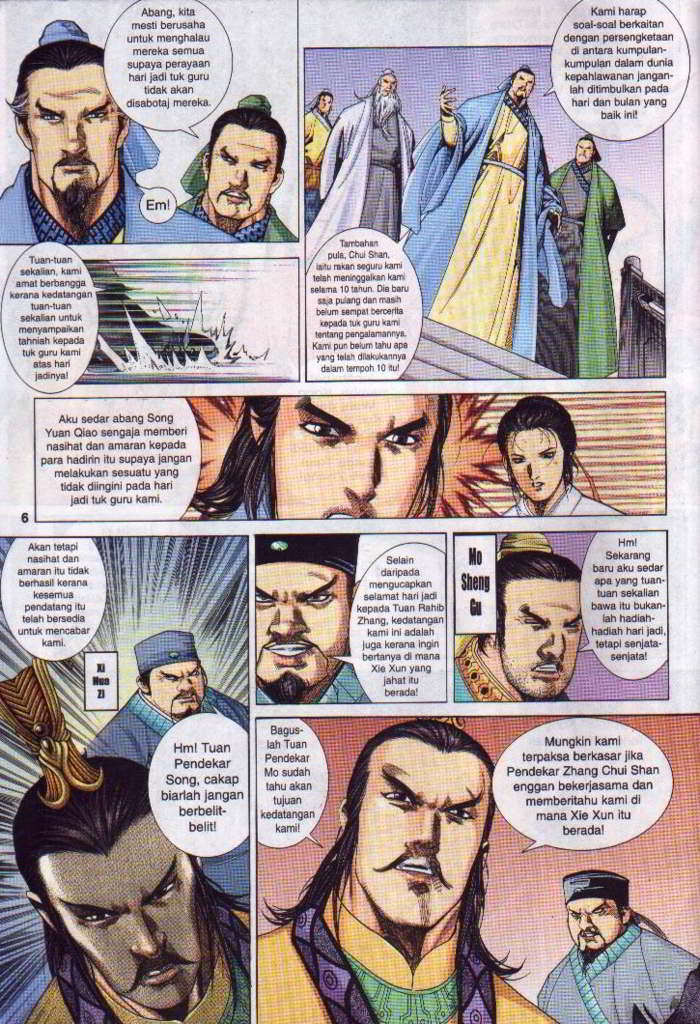 Abang, kita
mesti berusaha
untuk menghalau
mereka semua
supaya perayaan
hari jadi tuk guru
tidak akan
disabotaj mereka.
Em!
Kami harap
soal-soal berkaitan
dengan persengketaan
di antara kumpulan-
kumpulan dalam dunia
kepahlawanan jangan-
lah ditimbulkan pada
hari dan bulan yang
baik ini!
Tuan-tuan
sekalian, kami
amat berbangga
kerana kedatangan
tuan-tuan
sekalian untuk
menyampaikan
tahniah kepada
tuk guru kami
atas hari
jadinya!
Tambahan
pula, Chui Shan,
iaitu rakan seguru kami
telah meninggalkan kami
selama 10 tahun. Dia baru
saja pulang dan masih
belum sempat bercerita
kepada tuk guru kami
tentang pengalamannya.
Kami pun belum tahu apa
yang telah dilakukannya
dalam tempoh 10 itu!
Aku sedar abang Song
Yuan Qiao sengaja memberi
nasihat dan amaran kepada
para hadirin itu supaya jangan
melakukan sesuatu yang
tidak diingini pada hari
jadi tuk guru kami.
6
Akan tetapi
nasihat dan
amaran itu tidak
berhasil kerana
kesemua
pendatang itu
telah bersedia
untuk mencabar
kami.
Xi
Hua
Zi
Hm! Tuan
Pendekar
Song, cakap
biarlah jangan
berbelit-
belit!
Selain
daripada
mengucapkan
selamat hari jadi
kepada Tuan Rahib
Zhang, kedatangan
kami ini adalah
juga kerana ingin
bertanya di mana
Xie Xun yang
jahat itu
berada!
Mo
Sheng
Gu
Hm!
Sekarang
baru aku sedar
apa yang tuan-
tuan sekalian
bawa itu bukan-
lah hadiah-
hadiah hari jadi,
tetapi senjata-
senjata!
Bagus-
lah Tuan
Pendekar
Mo sudah
tahu akan
tujuan
kedatangan
kami!
Mungkin kami
terpaksa berkasar jika
Pendekar Zhang Chui Shan
enggan bekerjasama dan
memberitahu kami di
mana Xie Xun itu
berada!